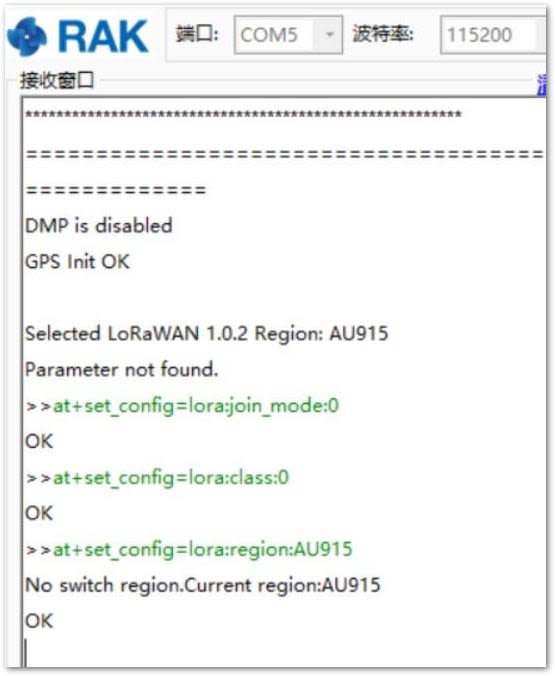 RAK
端口: COM5 波特率: 115200
接收窗口
********************************************************
=====================================
=============
DMP is disabled
GPS Init OK
Selected LoRaWAN 1.0.2 Region: AU915
Parameter not found.
>>at+set_config=lora:join_mode:0
OK
>>at+set_config=lora:class:0
OK
>>at+set_config=lora:region:AU915
No switch region.Current region:AU915
OK